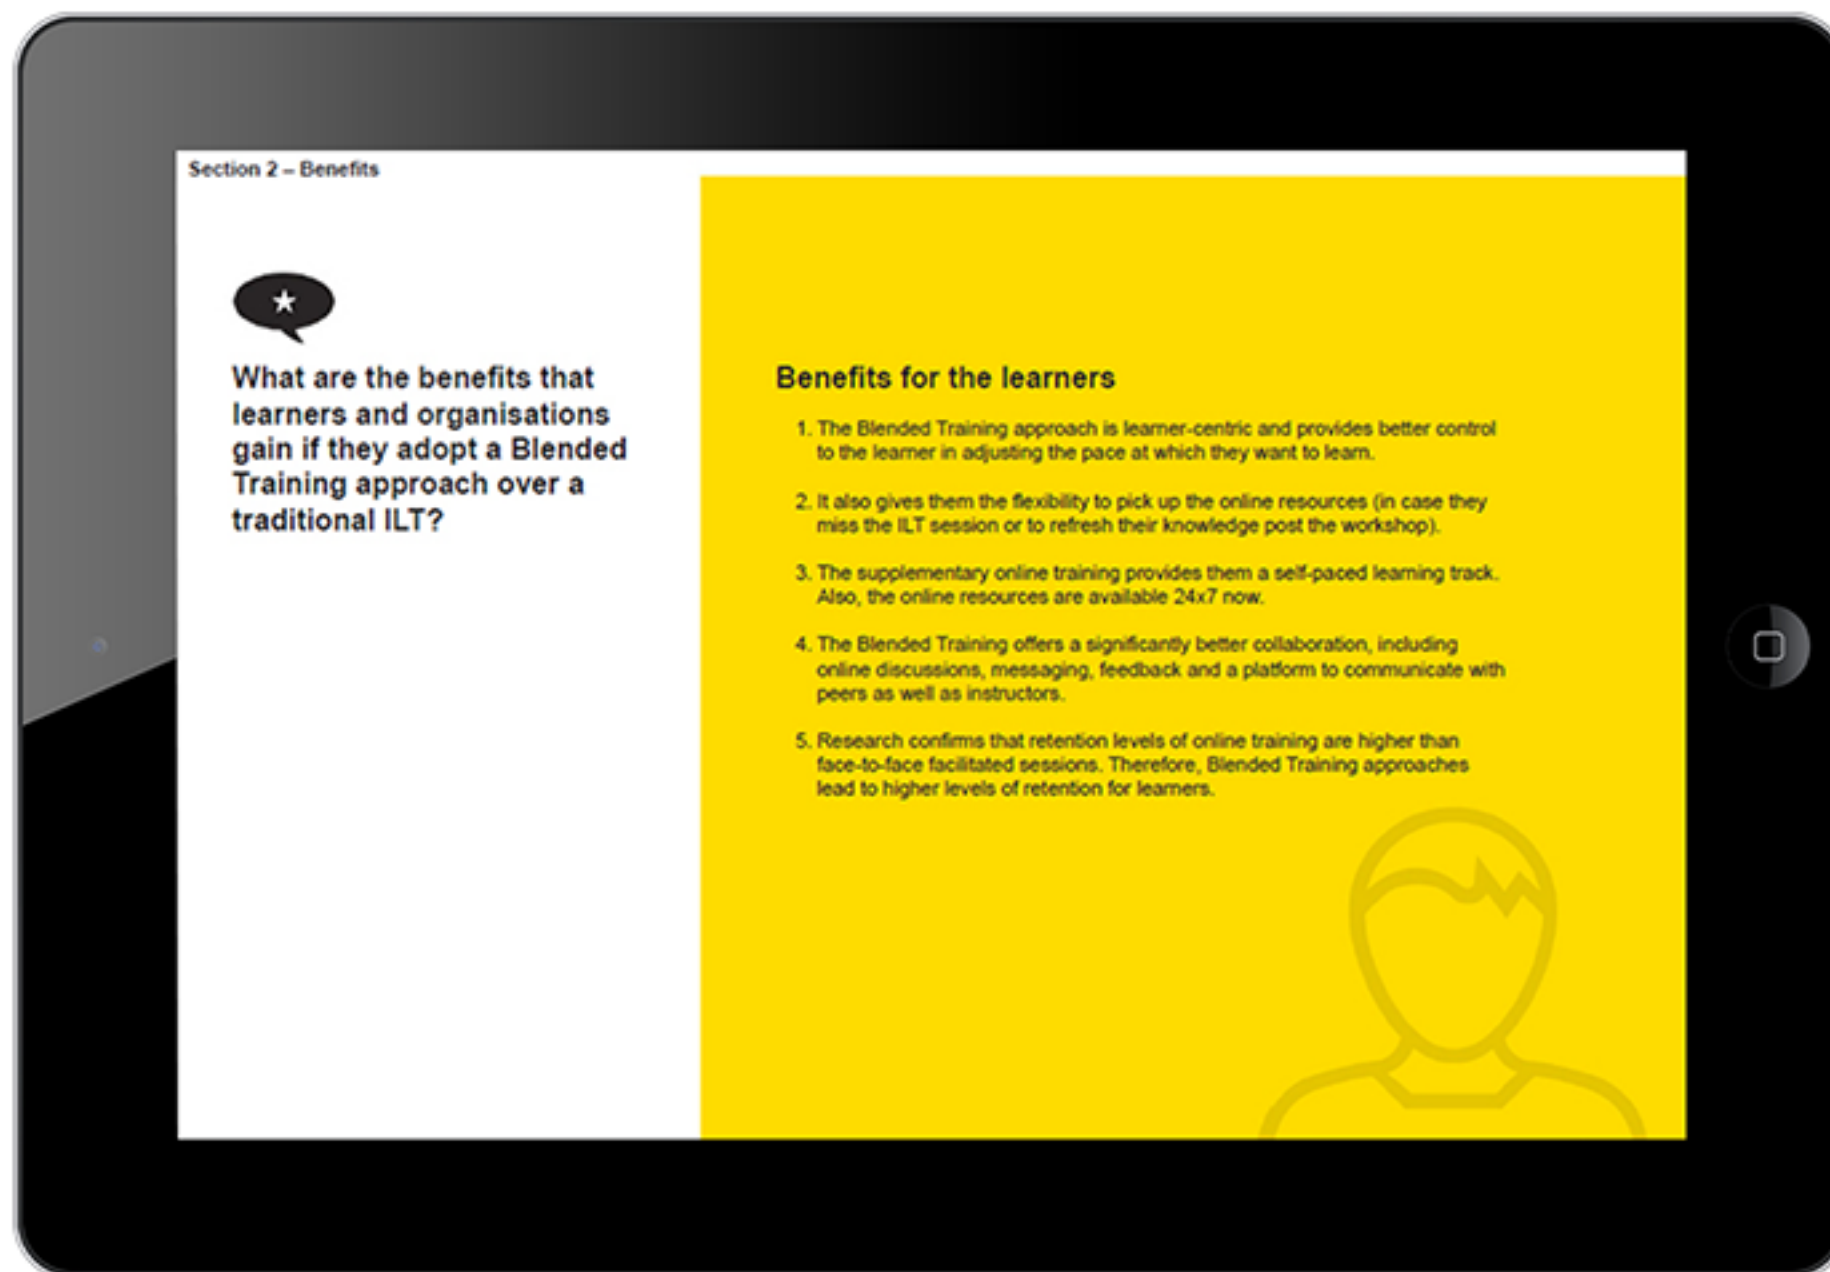 Section 2 – Benefits
What are the benefits that
learners and organisations
gain if they adopt a Blended
Training approach over a
traditional ILT?
Benefits for the learners
1. The Blended Training approach is learner-centric and provides better control
to the learner in adjusting the pace at which they want to learn.
2. It also gives them the flexibility to pick up the online resources (in case they
miss the ILT session or to refresh their knowledge post the workshop).
3. The supplementary online training provides them a self-paced learning track.
Also, the online resources are available 24x7 now.
4. The Blended Training offers a significantly better collaboration, including
online discussions, messaging, feedback and a platform to communicate with
peers as well as instructors.
5. Research confirms that retention levels of online training are higher than
face-to-face facilitated sessions. Therefore, Blended Training approaches
lead to higher levels of retention for learners.